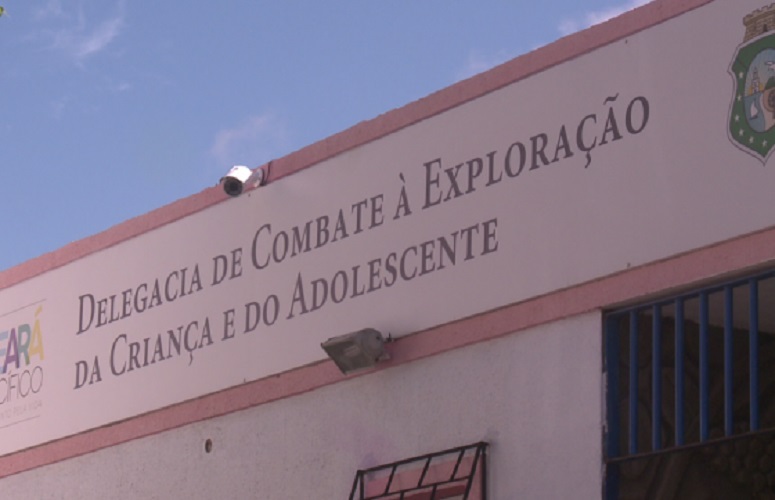 DELEGACIA DE COMBATE À EXPLORAÇÃO
DA CRIANÇA E DO ADOLESCENTE